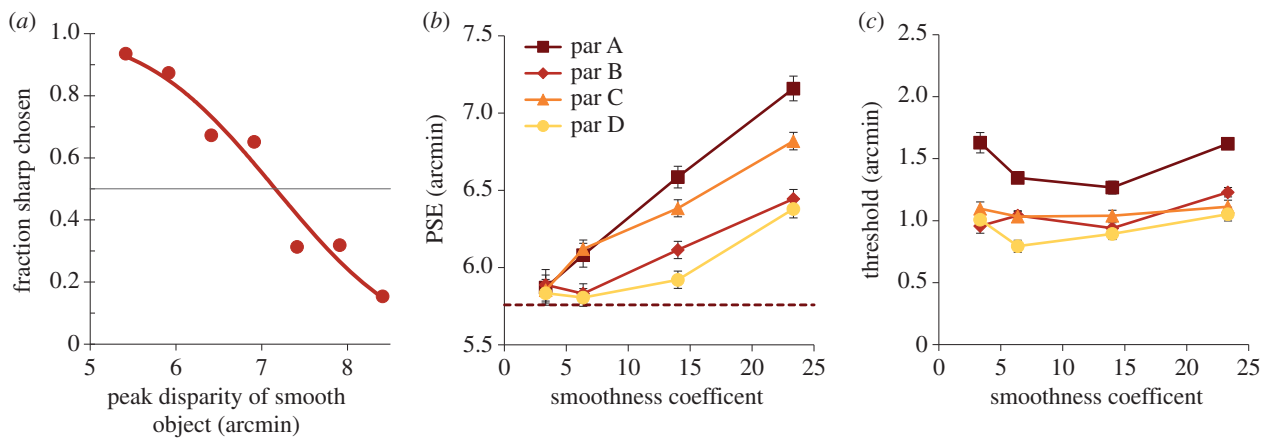 (a)
1.0
0.8
0.6
0.4
0.2
0
fraction sharp chosen
5
6
7
8
peak disparity of smooth
object (arcmin)
(b)
7.5
7.0
6.5
6.0
5.5
PSE (arcmin)
par A
par B
par C
par D
0
5
10
15
20
25
smoothness coefficent
(c)
2.5
2.0
1.5
1.0
0.5
0
threshold (arcmin)
0
5
10
15
20
25
smoothness coefficent